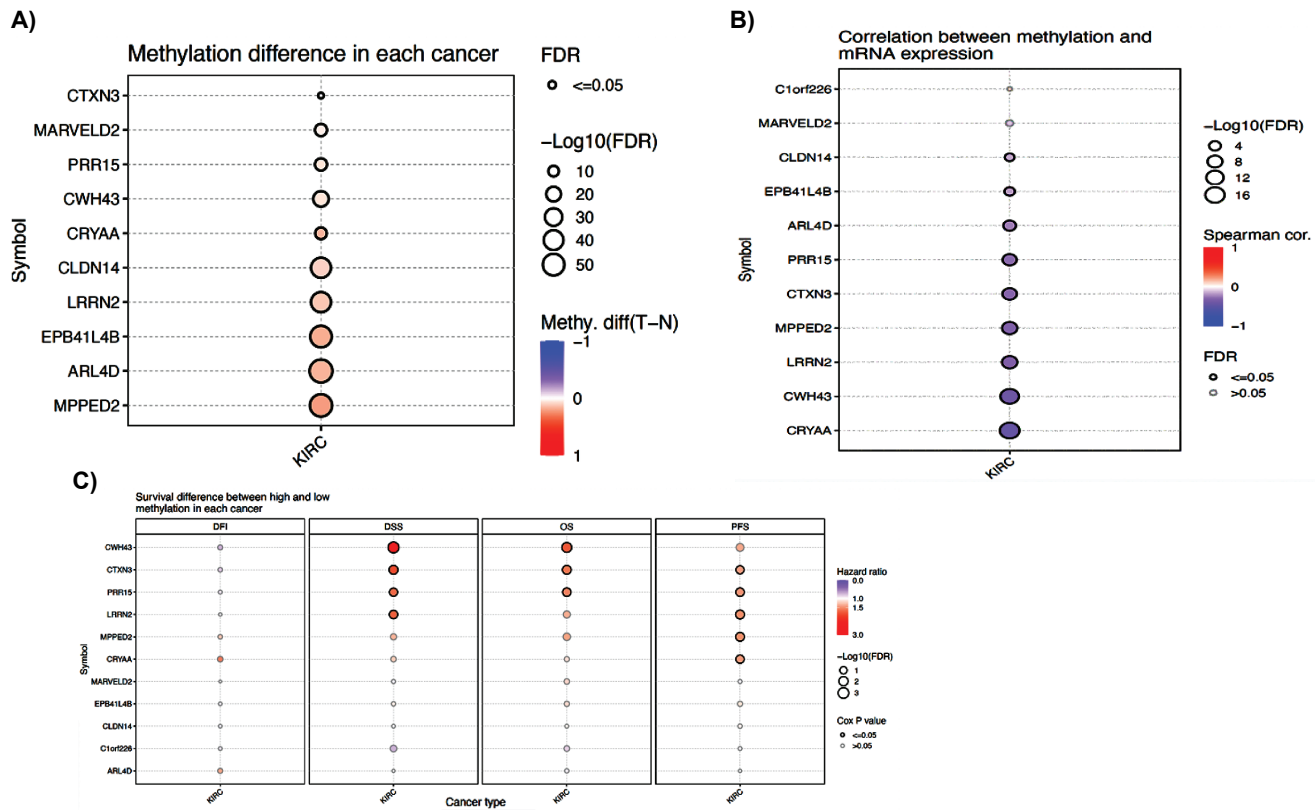 A)
Methylation difference in each cancer
Symbol
CTXN3
MARVELD2
PRR15
CWH43
CRYAA
CLDN14
LRRN2
EPB41L4B
ARL4D
MPPED2
KIRC
FDR
<=0.05
-Log10(FDR)
10
20
30
40
50
Methy. diff(T-N)
-1
0
1
B)
Correlation between methylation and
mRNA expression
Symbol
C1orf226
MARVELD2
CLDN14
EPB41L4B
ARL4D
PRR15
CTXN3
MPPED2
LRRN2
CWH43
CRYAA
KIRC
-Log10(FDR)
4
8
12
16
Spearman cor.
1
0
-1
FDR
<=0.05
>0.05
C)
Survival difference between high and low
methylation in each cancer
DFI
DSS
OS
PFS
Symbol
CWH43
CTXN3
PRR15
LRRN2
MPPED2
CRYAA
MARVELD2
EPB41L4B
CLDN14
C1orf226
ARL4D
KIRC
KIRC
KIRC
KIRC
Cancer type
Hazard ratio
0.0
1.0
1.5
3.0
-Log10(FDR)
1
2
3
Cox P value
<=0.05
>0.05